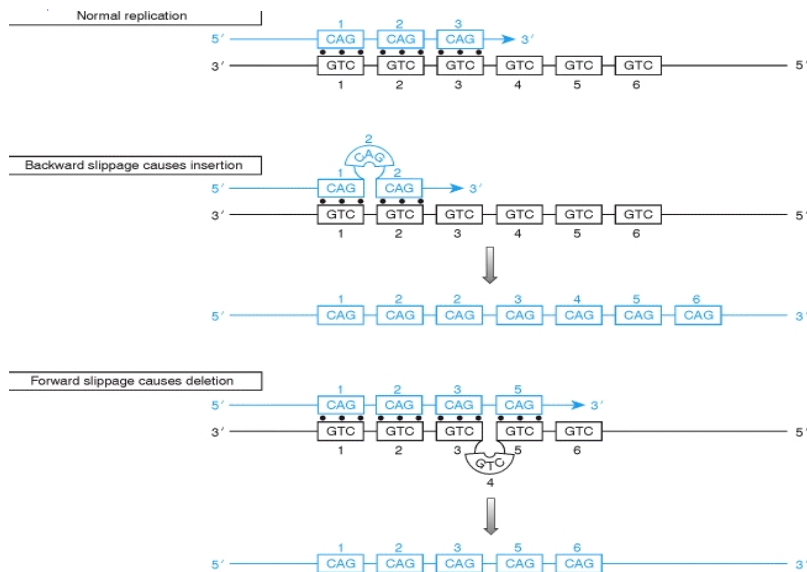 Normal replication
1 2 3
5′ CAG CAG CAG 3′
3′ GTC GTC GTC GTC GTC GTC 5′
1 2 3 4 5 6
2
CAG
Backward slippage causes insertion
1 2
5′ CAG CAG 3′
3′ GTC GTC GTC GTC GTC GTC 5′
1 2 3 4 5 6
1 2 2 3 4 5 6
5′ CAG CAG CAG CAG CAG CAG CAG 3′
Forward slippage causes deletion
1 2 3 5
5′ CAG CAG CAG CAG 3′
3′ GTC GTC GTC GTC GTC 5′
1 2 3 5 6
GTC
4
1 2 3 5 6
5′ CAG CAG CAG CAG CAG 3′